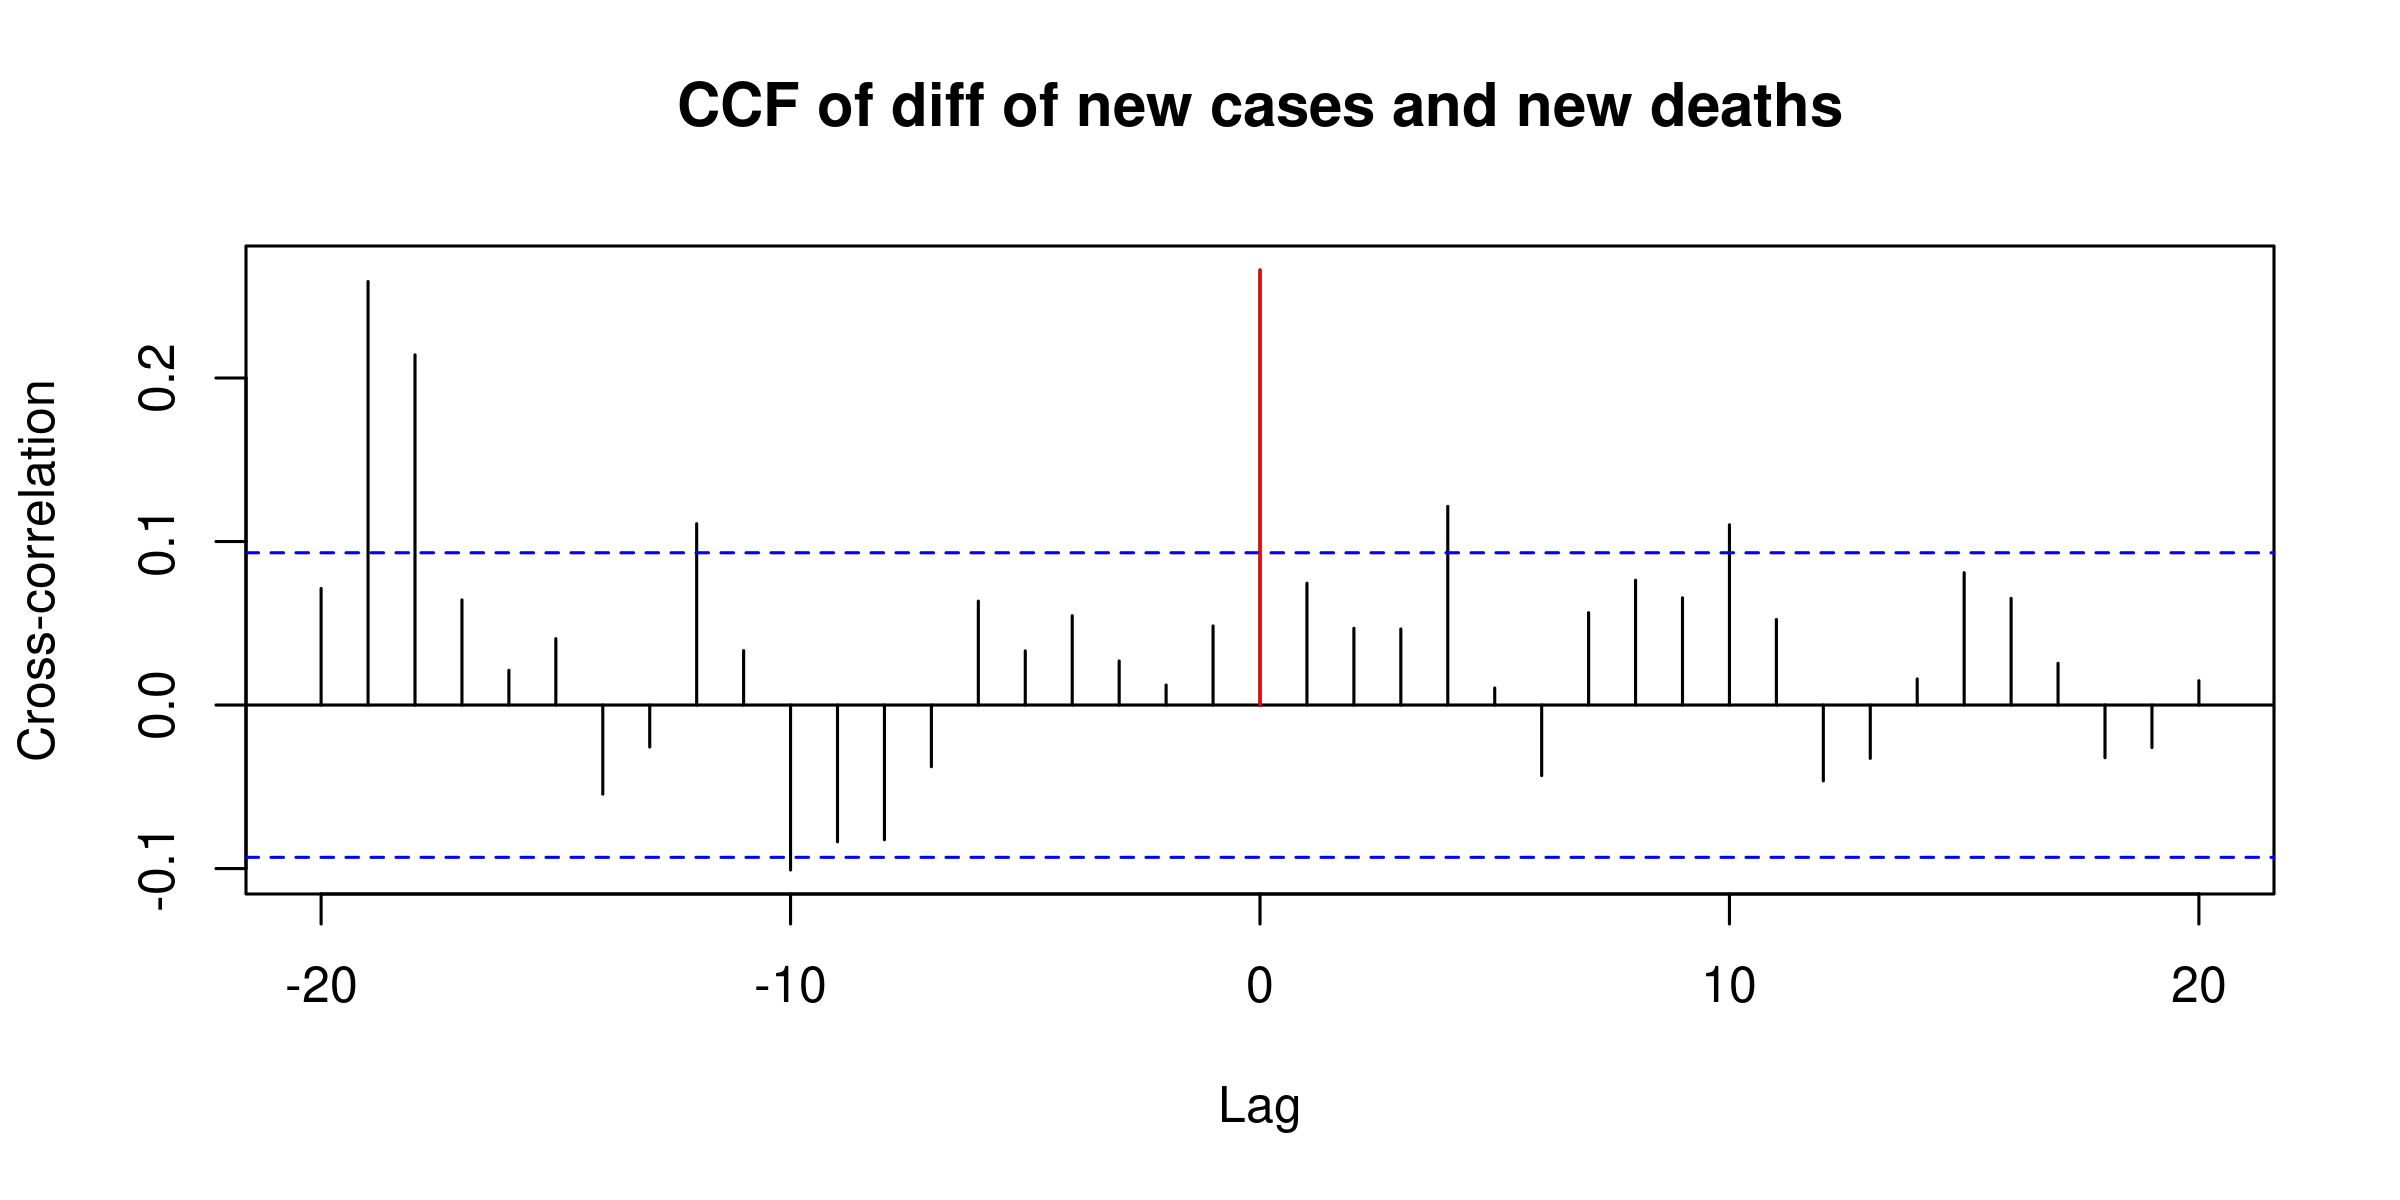 CCF of diff of new cases and new deaths
Cross-correlation
0.2
0.1
0.0
-0.1
-20 -10 0 10 20
Lag